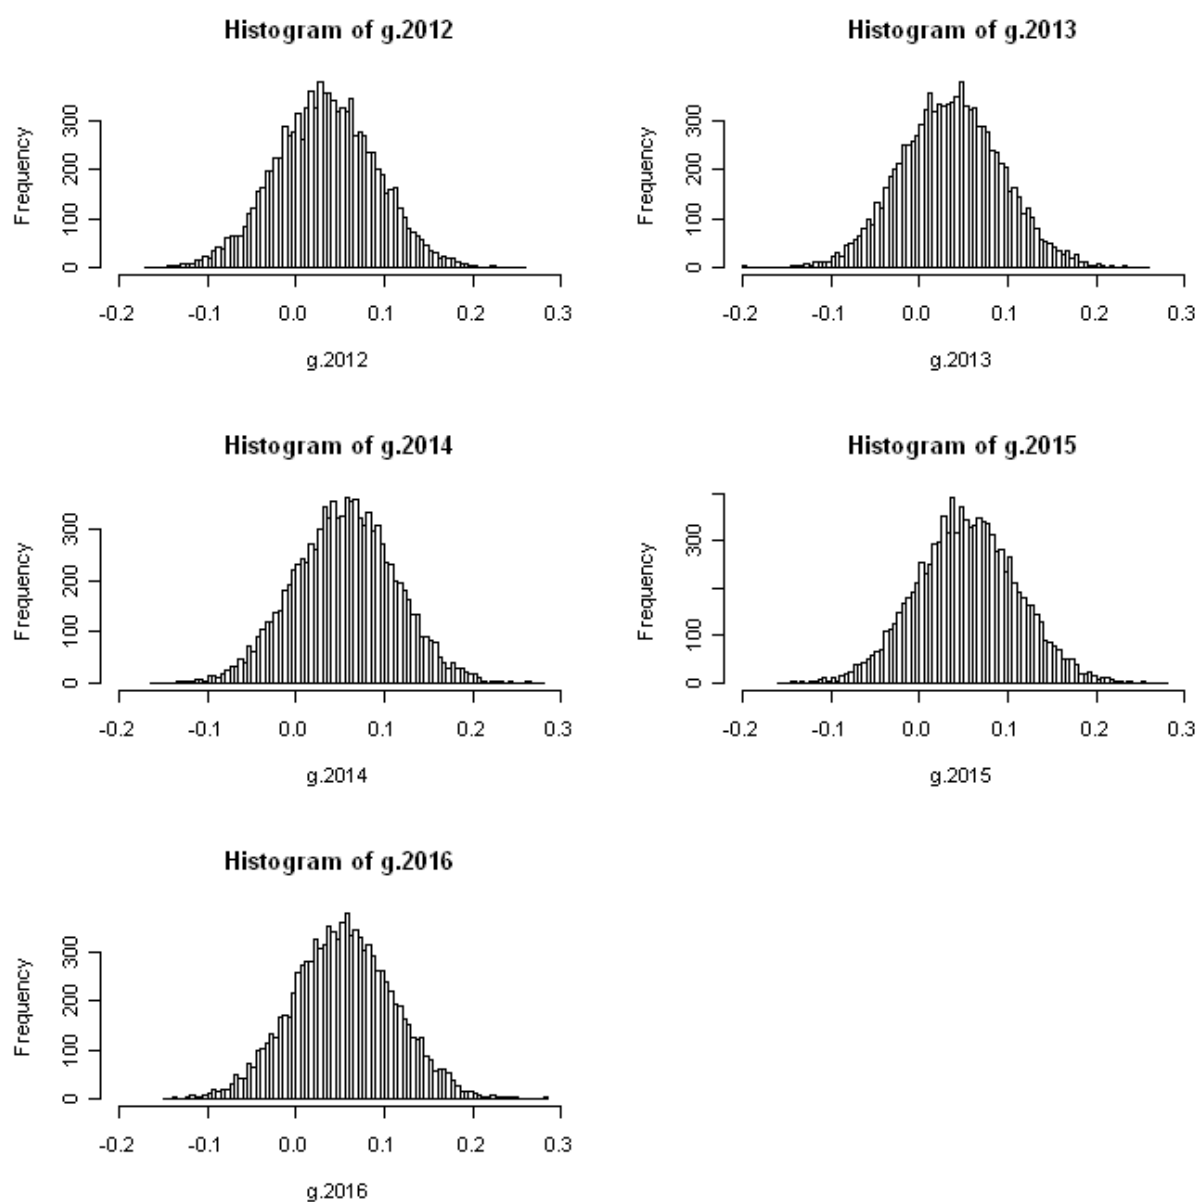 Histogram of g.2012
Frequency
0 100 200 300
-0.2 -0.1 0.0 0.1 0.2 0.3
g.2012
Histogram of g.2013
Frequency
0 100 200 300
-0.2 -0.1 0.0 0.1 0.2 0.3
g.2013
Histogram of g.2014
Frequency
0 100 200 300
-0.2 -0.1 0.0 0.1 0.2 0.3
g.2014
Histogram of g.2015
Frequency
0 100 300
-0.2 -0.1 0.0 0.1 0.2 0.3
g.2015
Histogram of g.2016
Frequency
0 100 200 300
-0.2 -0.1 0.0 0.1 0.2 0.3
g.2016